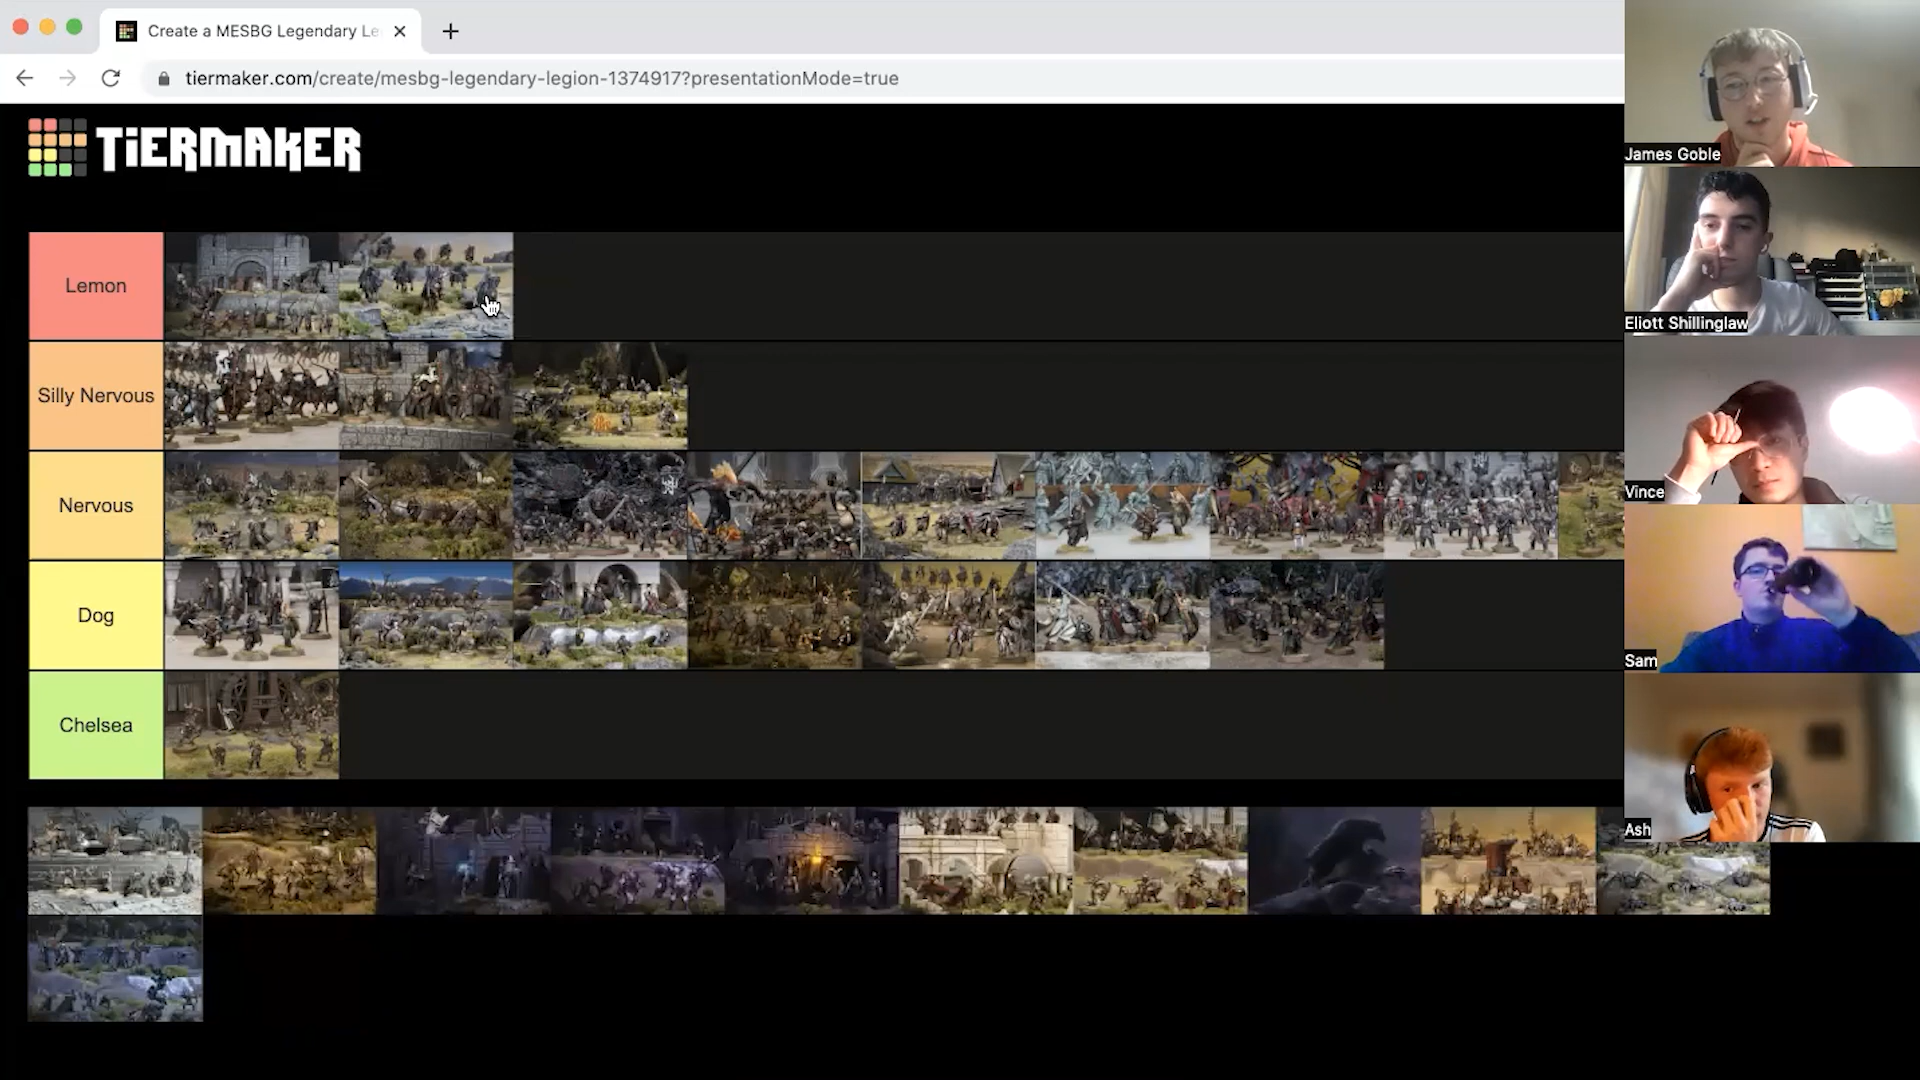 Create a MESBG Legendary Le
tiermaker.com/create/mesbg-legendary-legion-1374917?presentationMode=true
TiERMAKER
Lemon
Silly Nervous
Nervous
Dog
Chelsea
James Goble
Eliott Shillinglaw
Vince
Sam
Ash